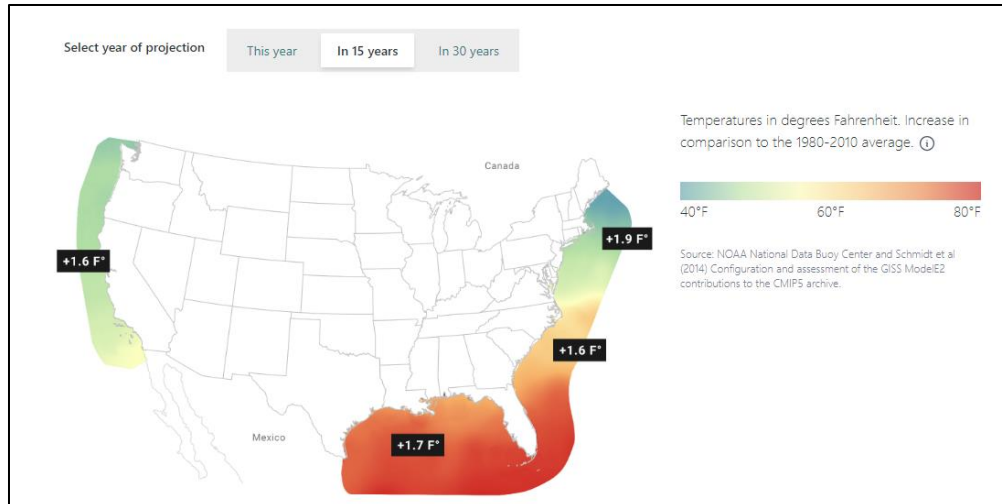 Select year of projection
This year
In 15 years
In 30 years
Temperatures in degrees Fahrenheit. Increase in
comparison to the 1980-2010 average. i
40°F
60°F
80°F
Source: NOAA National Data Buoy Center and Schmidt et al
(2014) Configuration and assessment of the GISS ModelE2
contributions to the CMIP5 archive.
Canada
+1.9 F°
+1.6 F°
+1.6 F°
Mexico
+1.7 F°